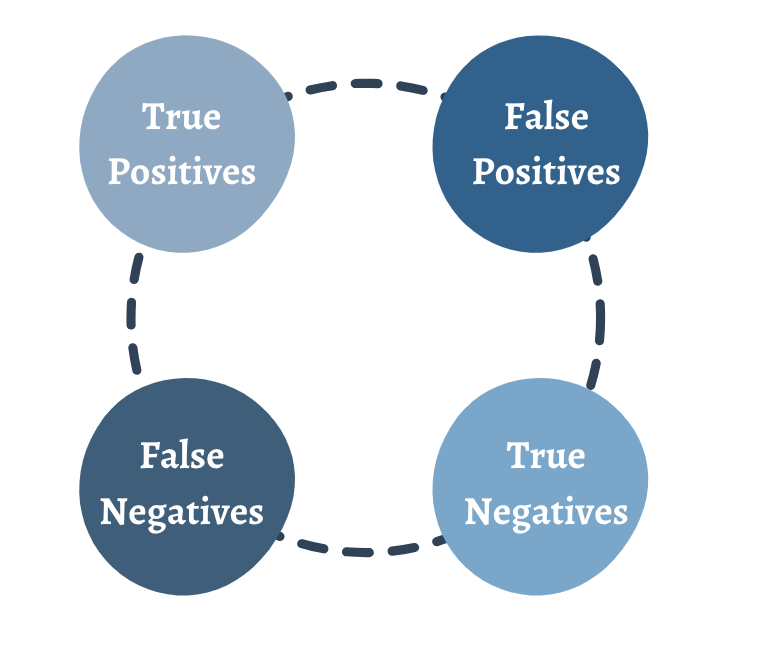 True
Positives
False
Positives
False
Negatives
True
Negatives